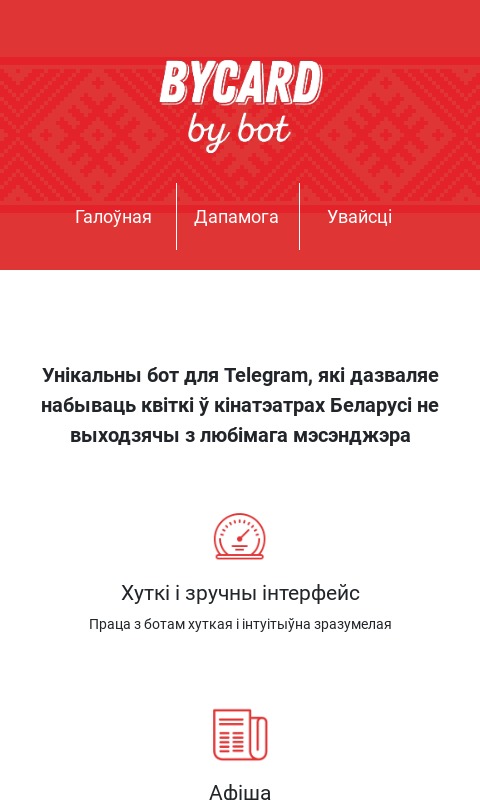 BYCARD
by bot
Галоўная
Дапамога
Увайсці
Унікальны бот для Telegram, які дазваляе
набываць квіткі ў кінатэатрах Беларусі не
выходзячы з любімага мэсэнджэра
Хуткі і зручны інтэрфейс
Праца з ботам хуткая і інтуітыўна зразумелая
Афіша